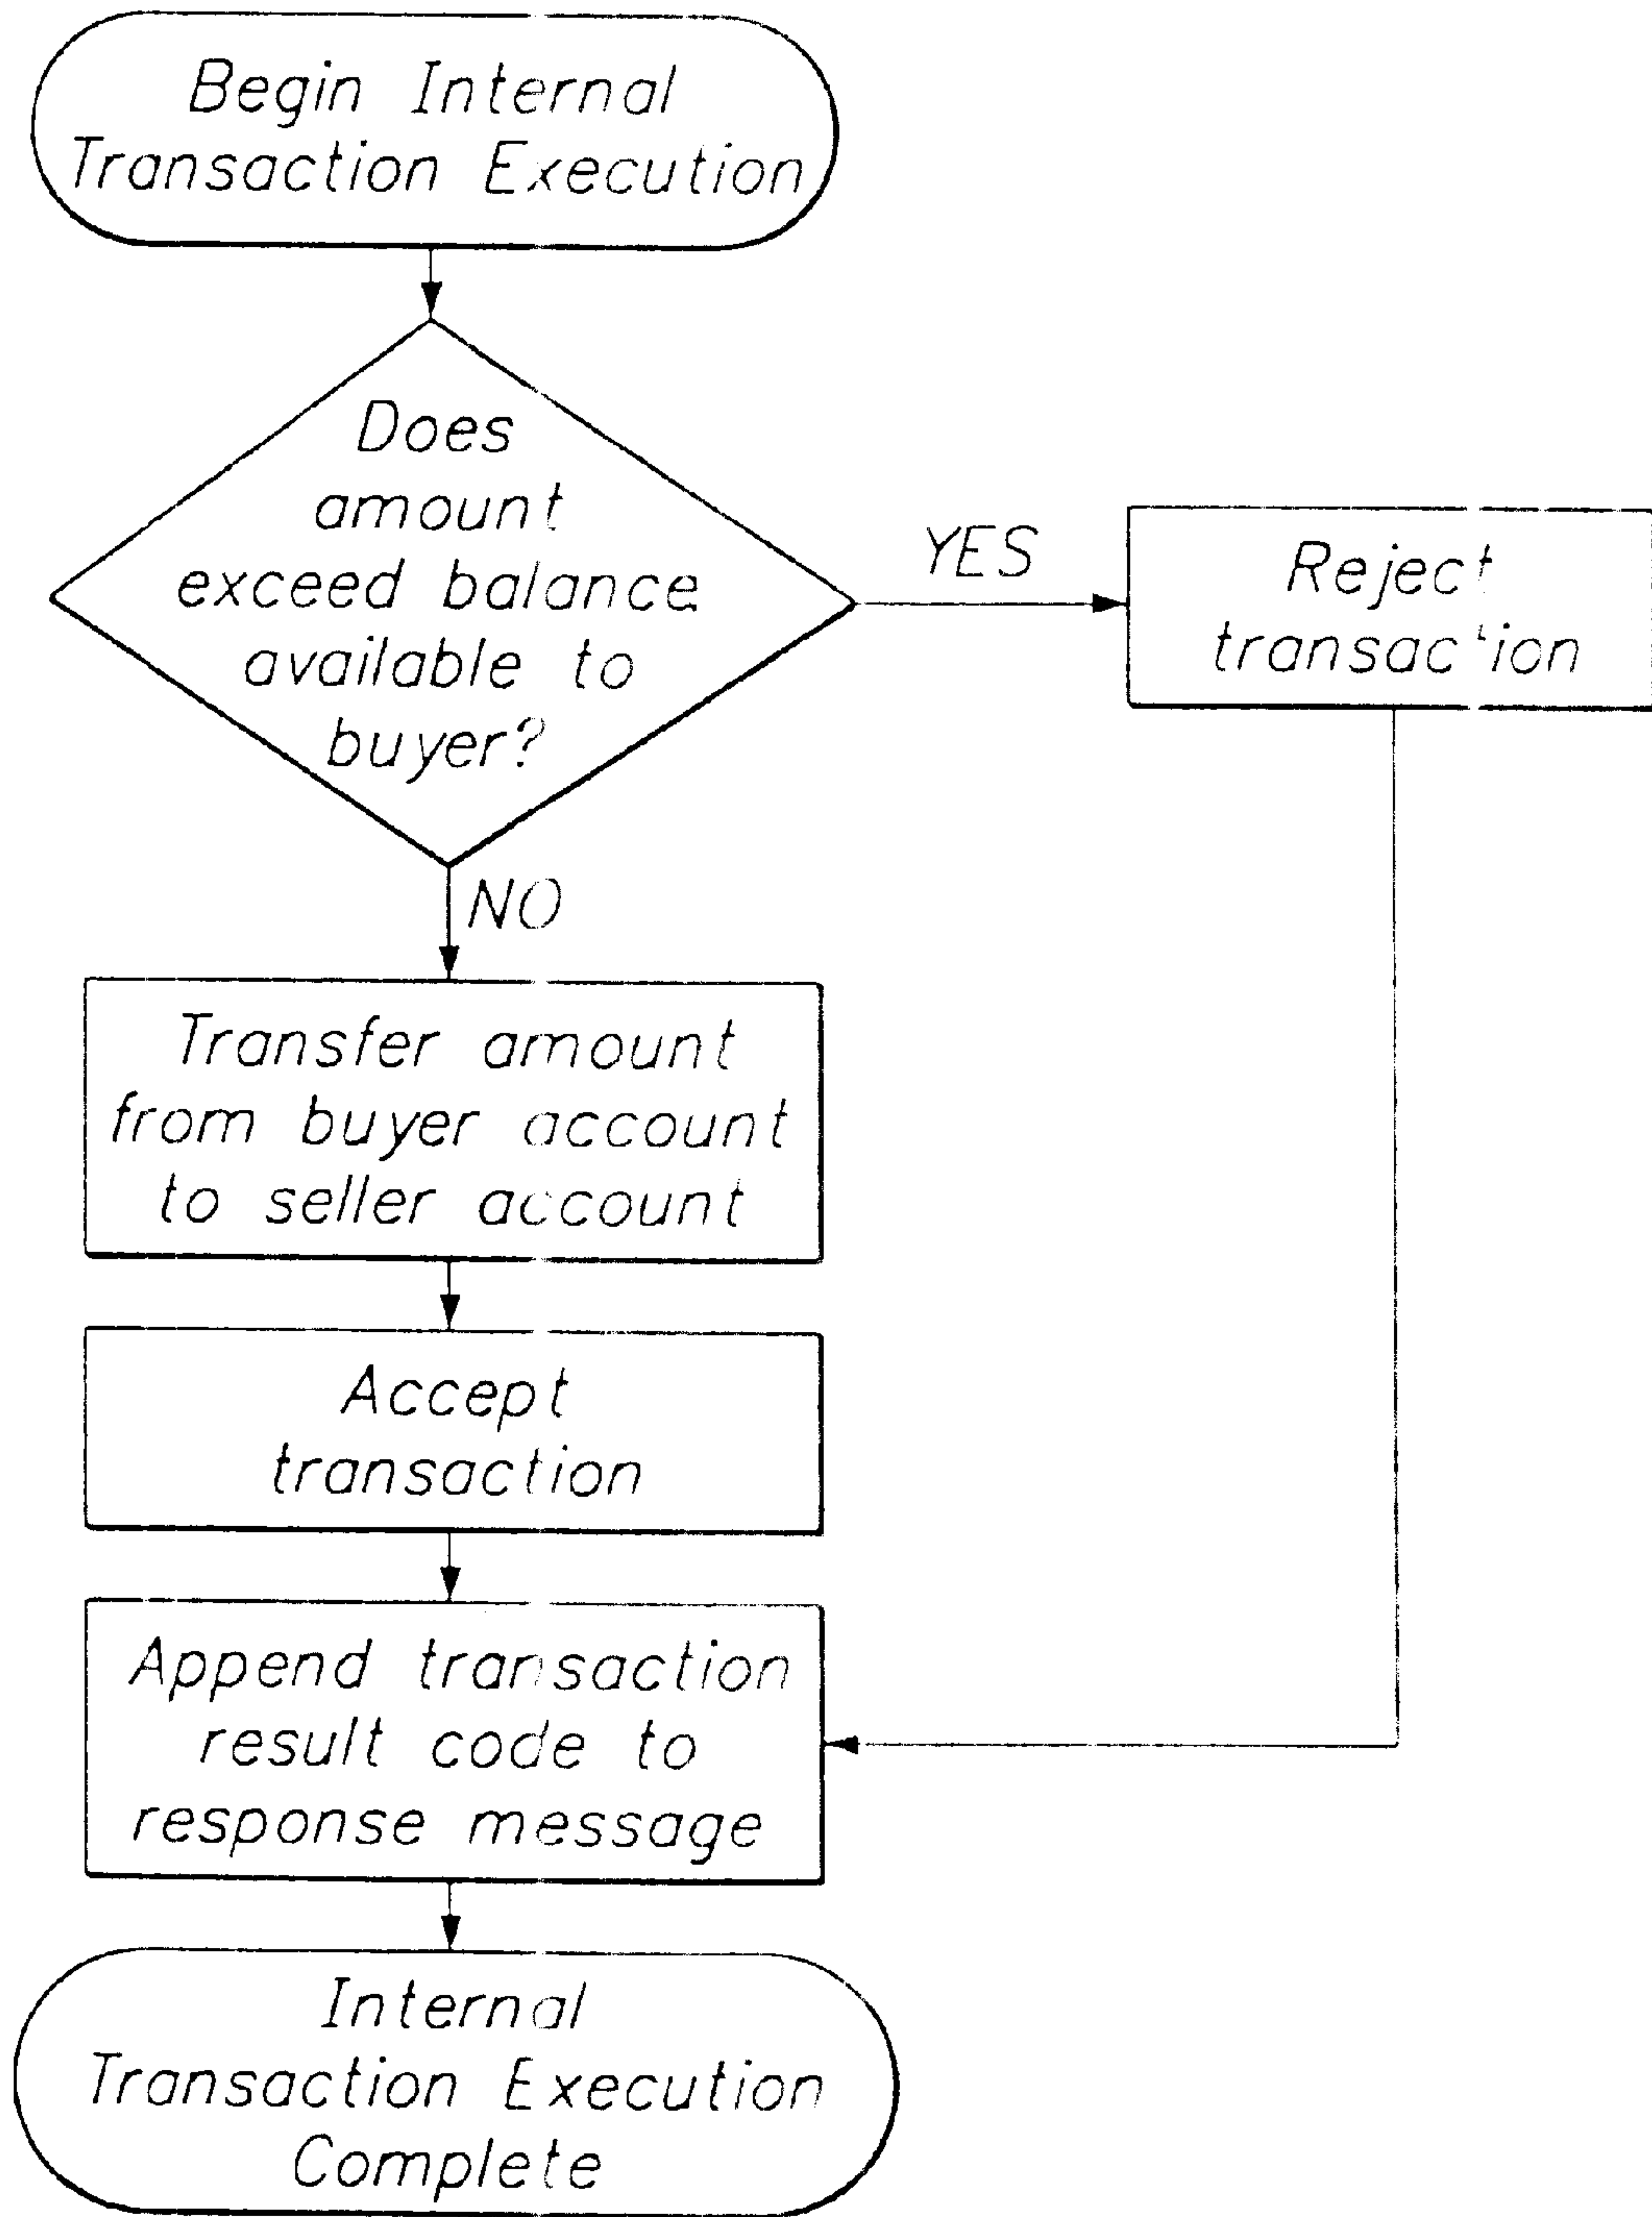 Begin Internal
Transaction Execution
Does
amount
exceed balance
available to
buyer?
YES
Reject
transaction
NO
Transfer amount
from buyer account
to seller account
Accept
transaction
Append transaction
result code to
response message
Internal
Transaction Execution
Complete